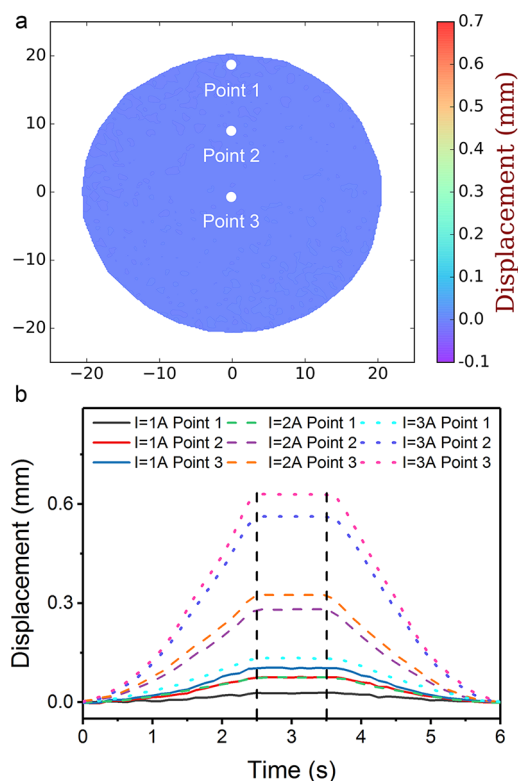 a
20
10
0
−10
−20
−20
−10
0
10
20
Point 1
Point 2
Point 3
0.7
0.6
0.5
0.4
0.3
0.2
0.1
0.0
-0.1
Displacement (mm)
b
I=1A Point 1 I=2A Point 1 I=3A Point 1
I=1A Point 2 I=2A Point 2 I=3A Point 2
I=1A Point 3 I=2A Point 3 I=3A Point 3
0.6
0.3
0.0
Displacement (mm)
0 1 2 3 4 5 6
Time (s)